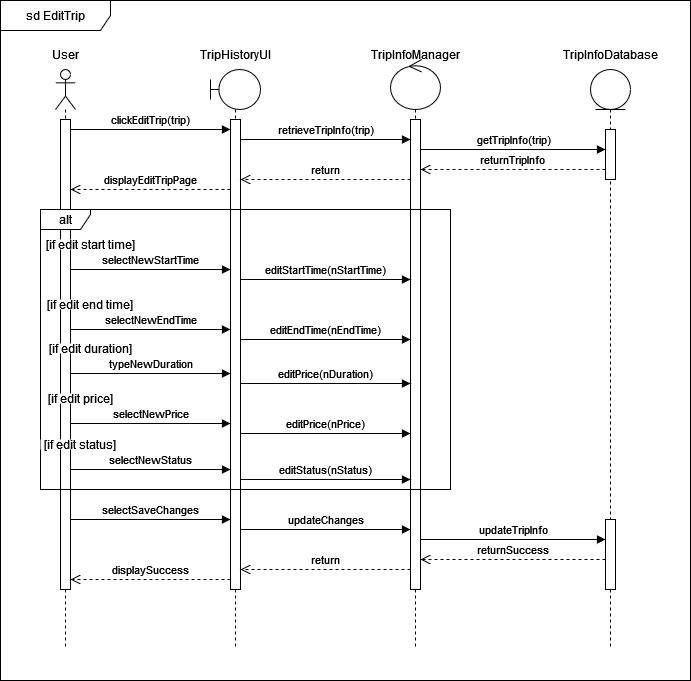 sd EditTrip
User
TripHistoryUI
TripInfoManager
TripInfoDatabase
clickEditTrip(trip)
retrieveTripInfo(trip)
getTripInfo(trip)
returnTripInfo
return
displayEditTripPage
alt
[if edit start time]
selectNewStartTime
editStartTime(nStartTime)
[if edit end time]
selectNewEndTime
editEndTime(nEndTime)
[if edit duration]
typeNewDuration
editPrice(nDuration)
[if edit price]
selectNewPrice
editPrice(nPrice)
[if edit status]
selectNewStatus
editStatus(nStatus)
selectSaveChanges
updateChanges
updateTripInfo
returnSuccess
return
displaySuccess